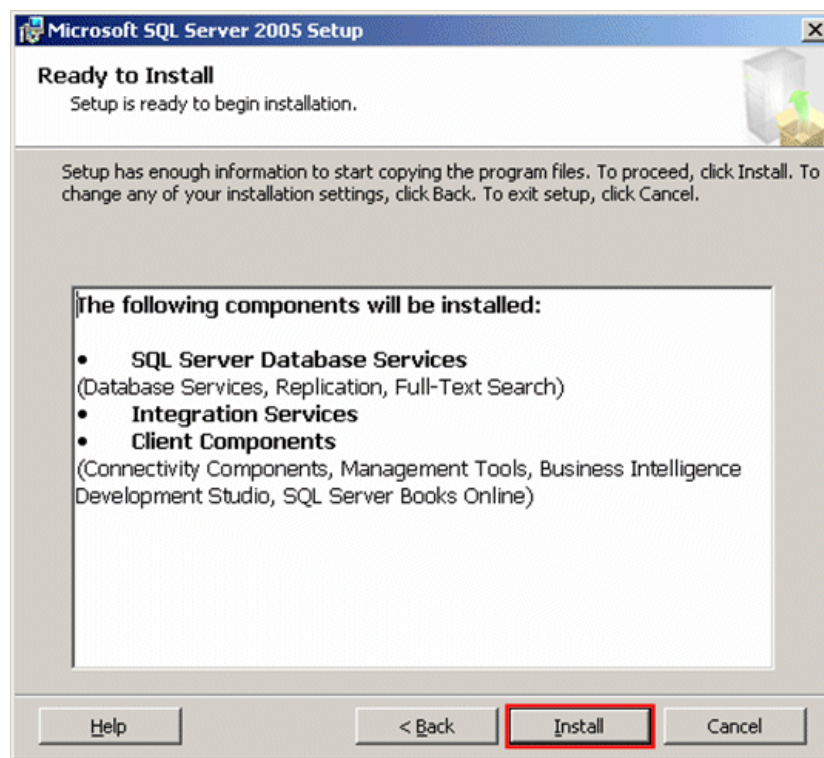 Microsoft SQL Server 2005 Setup
Ready to Install
Setup is ready to begin installation.
Setup has enough information to start copying the program files. To proceed, click Install. To
change any of your installation settings, click Back. To exit setup, click Cancel.
The following components will be installed:
• SQL Server Database Services
(Database Services, Replication, Full-Text Search)
• Integration Services
• Client Components
(Connectivity Components, Management Tools, Business Intelligence
Development Studio, SQL Server Books Online)
Help
< Back
Install
Cancel